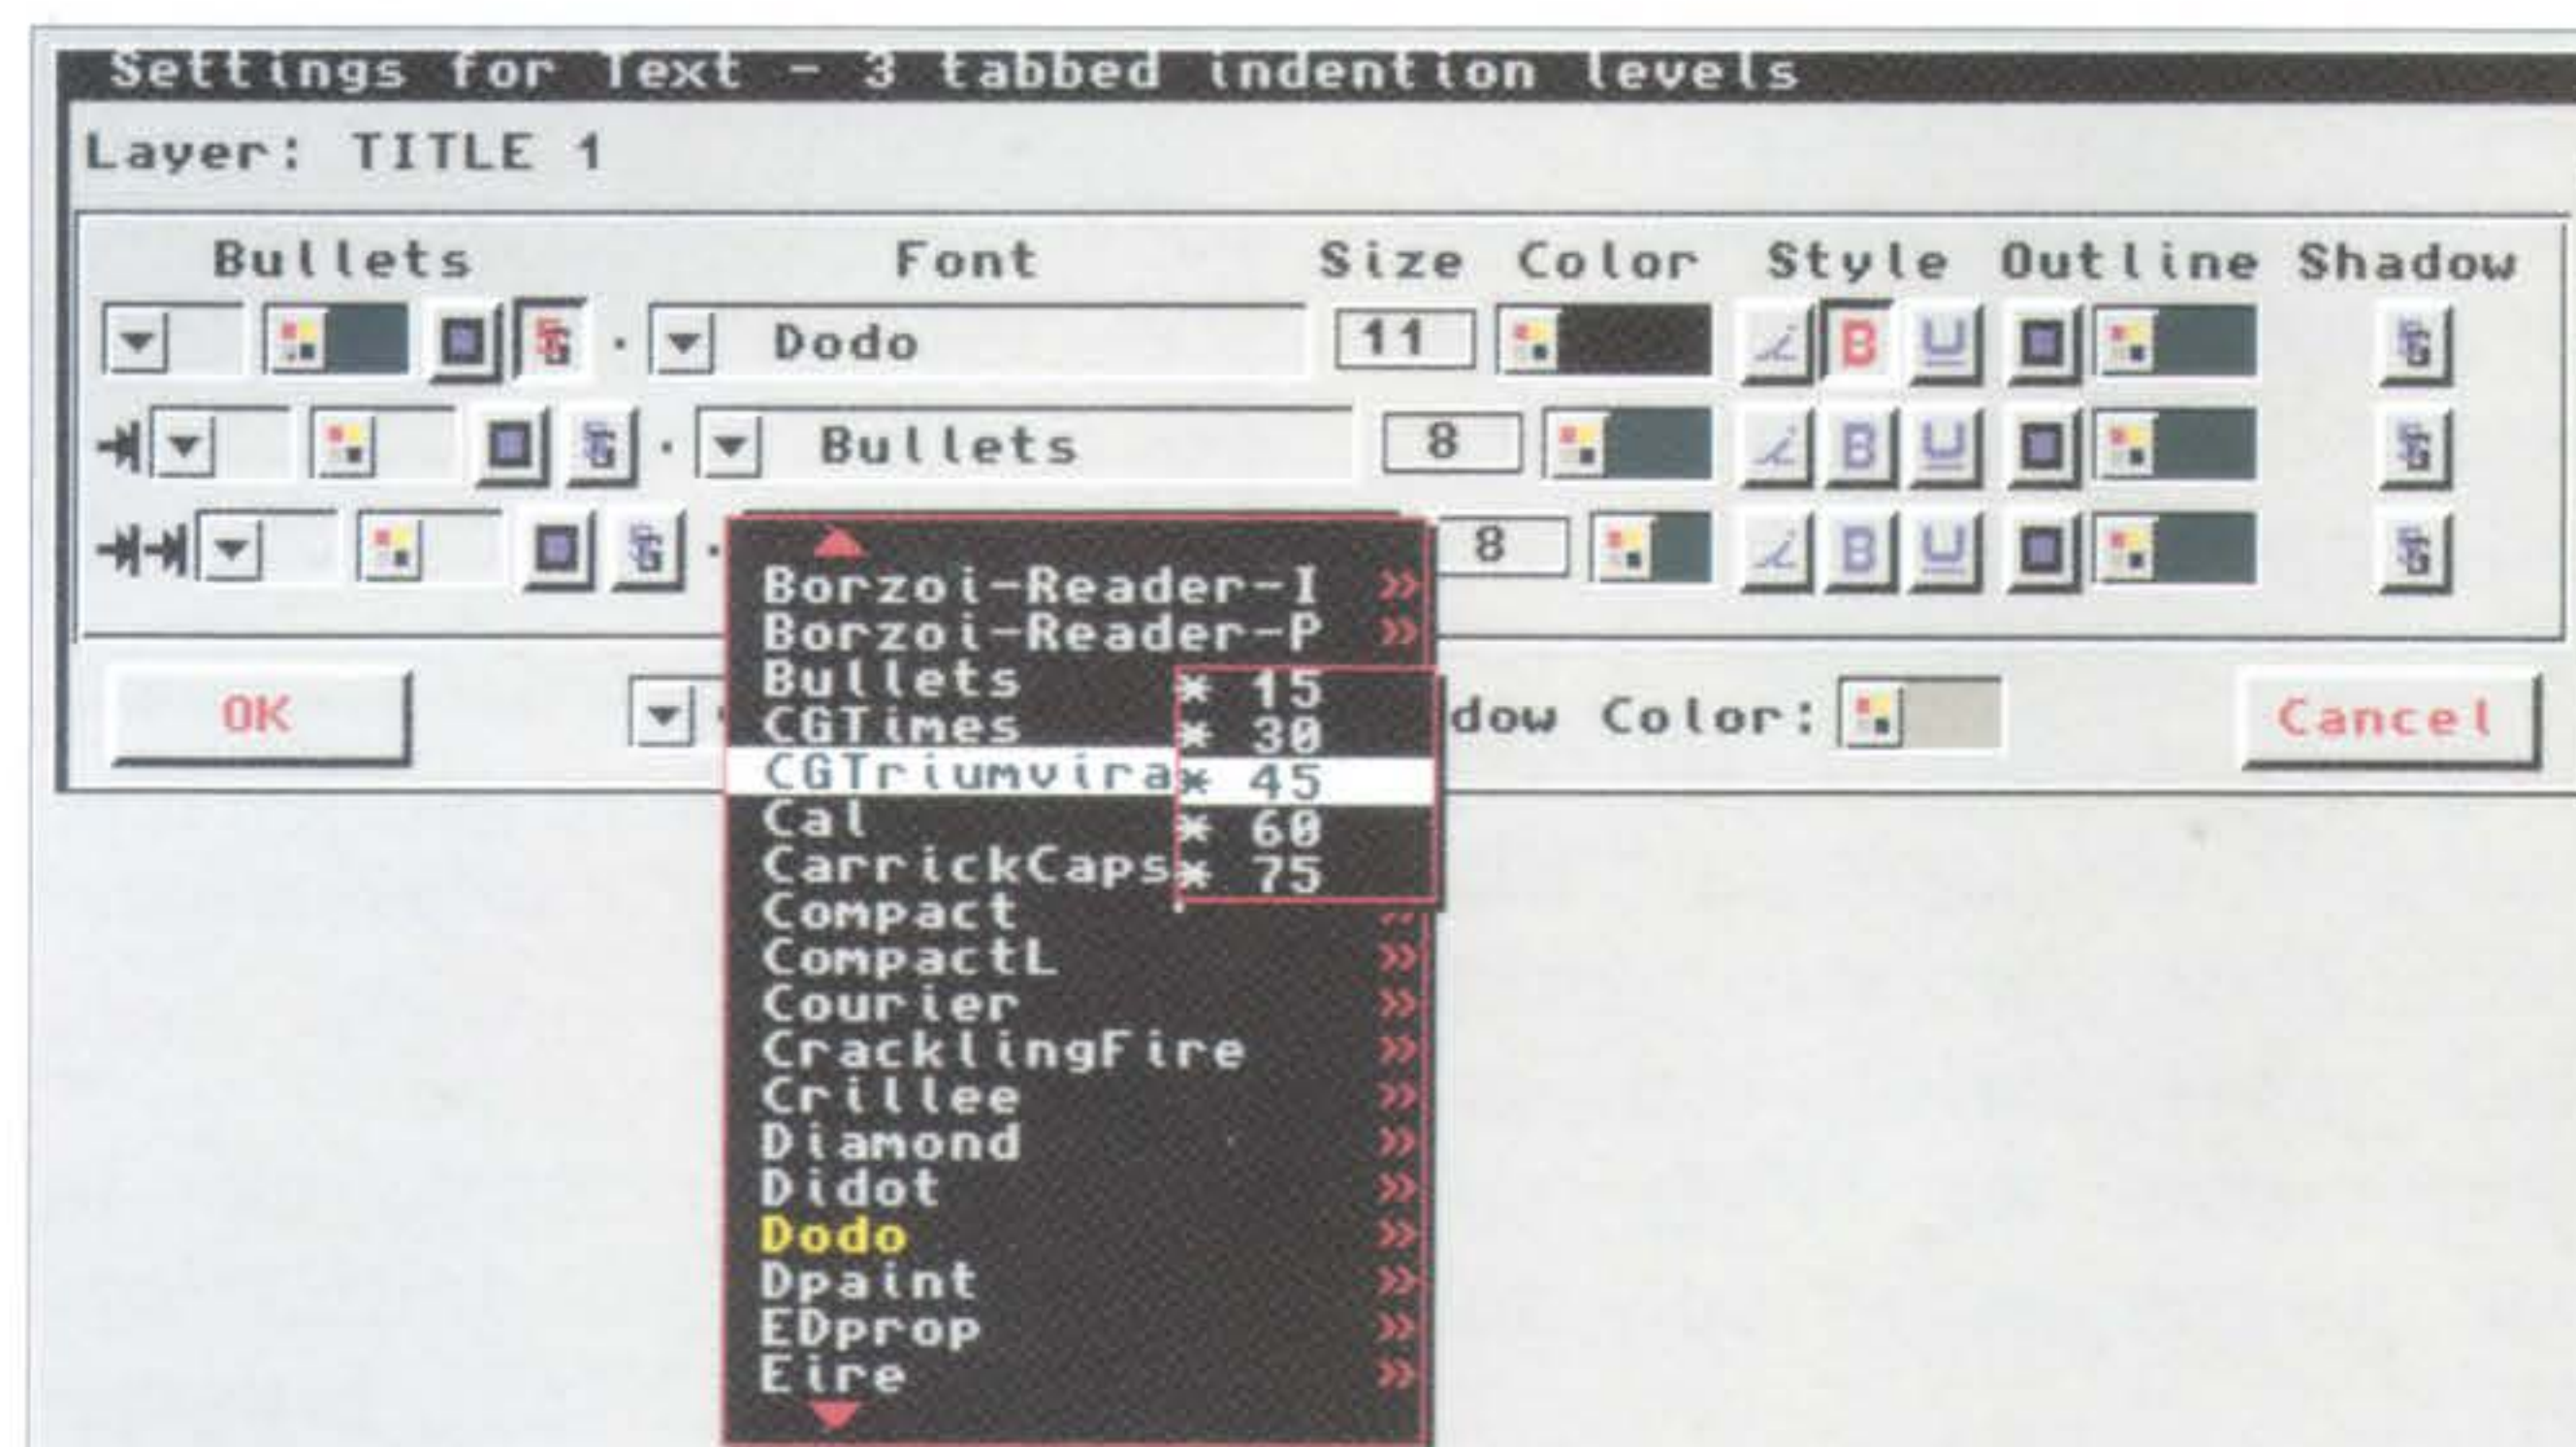 Settings for Text - 3 tabbed indention levels
Layer: TITLE 1
Bullets Font Size Color Style Outline Shadow
Dodo 11 i B U
Bullets 8 i B U
8 i B U
Borzoi-Reader-I »
Borzoi-Reader-P »
Bullets
CGTimes
CGTriumvira
Cal
CarrickCaps
Compact »
CompactL »
Courier »
CracklingFire »
Crillee »
Diamond »
Didot »
Dodo »
Dpaint »
EDprop »
Eire »
* 15
* 30
* 45
* 60
* 75
OK
dow Color:
Cancel